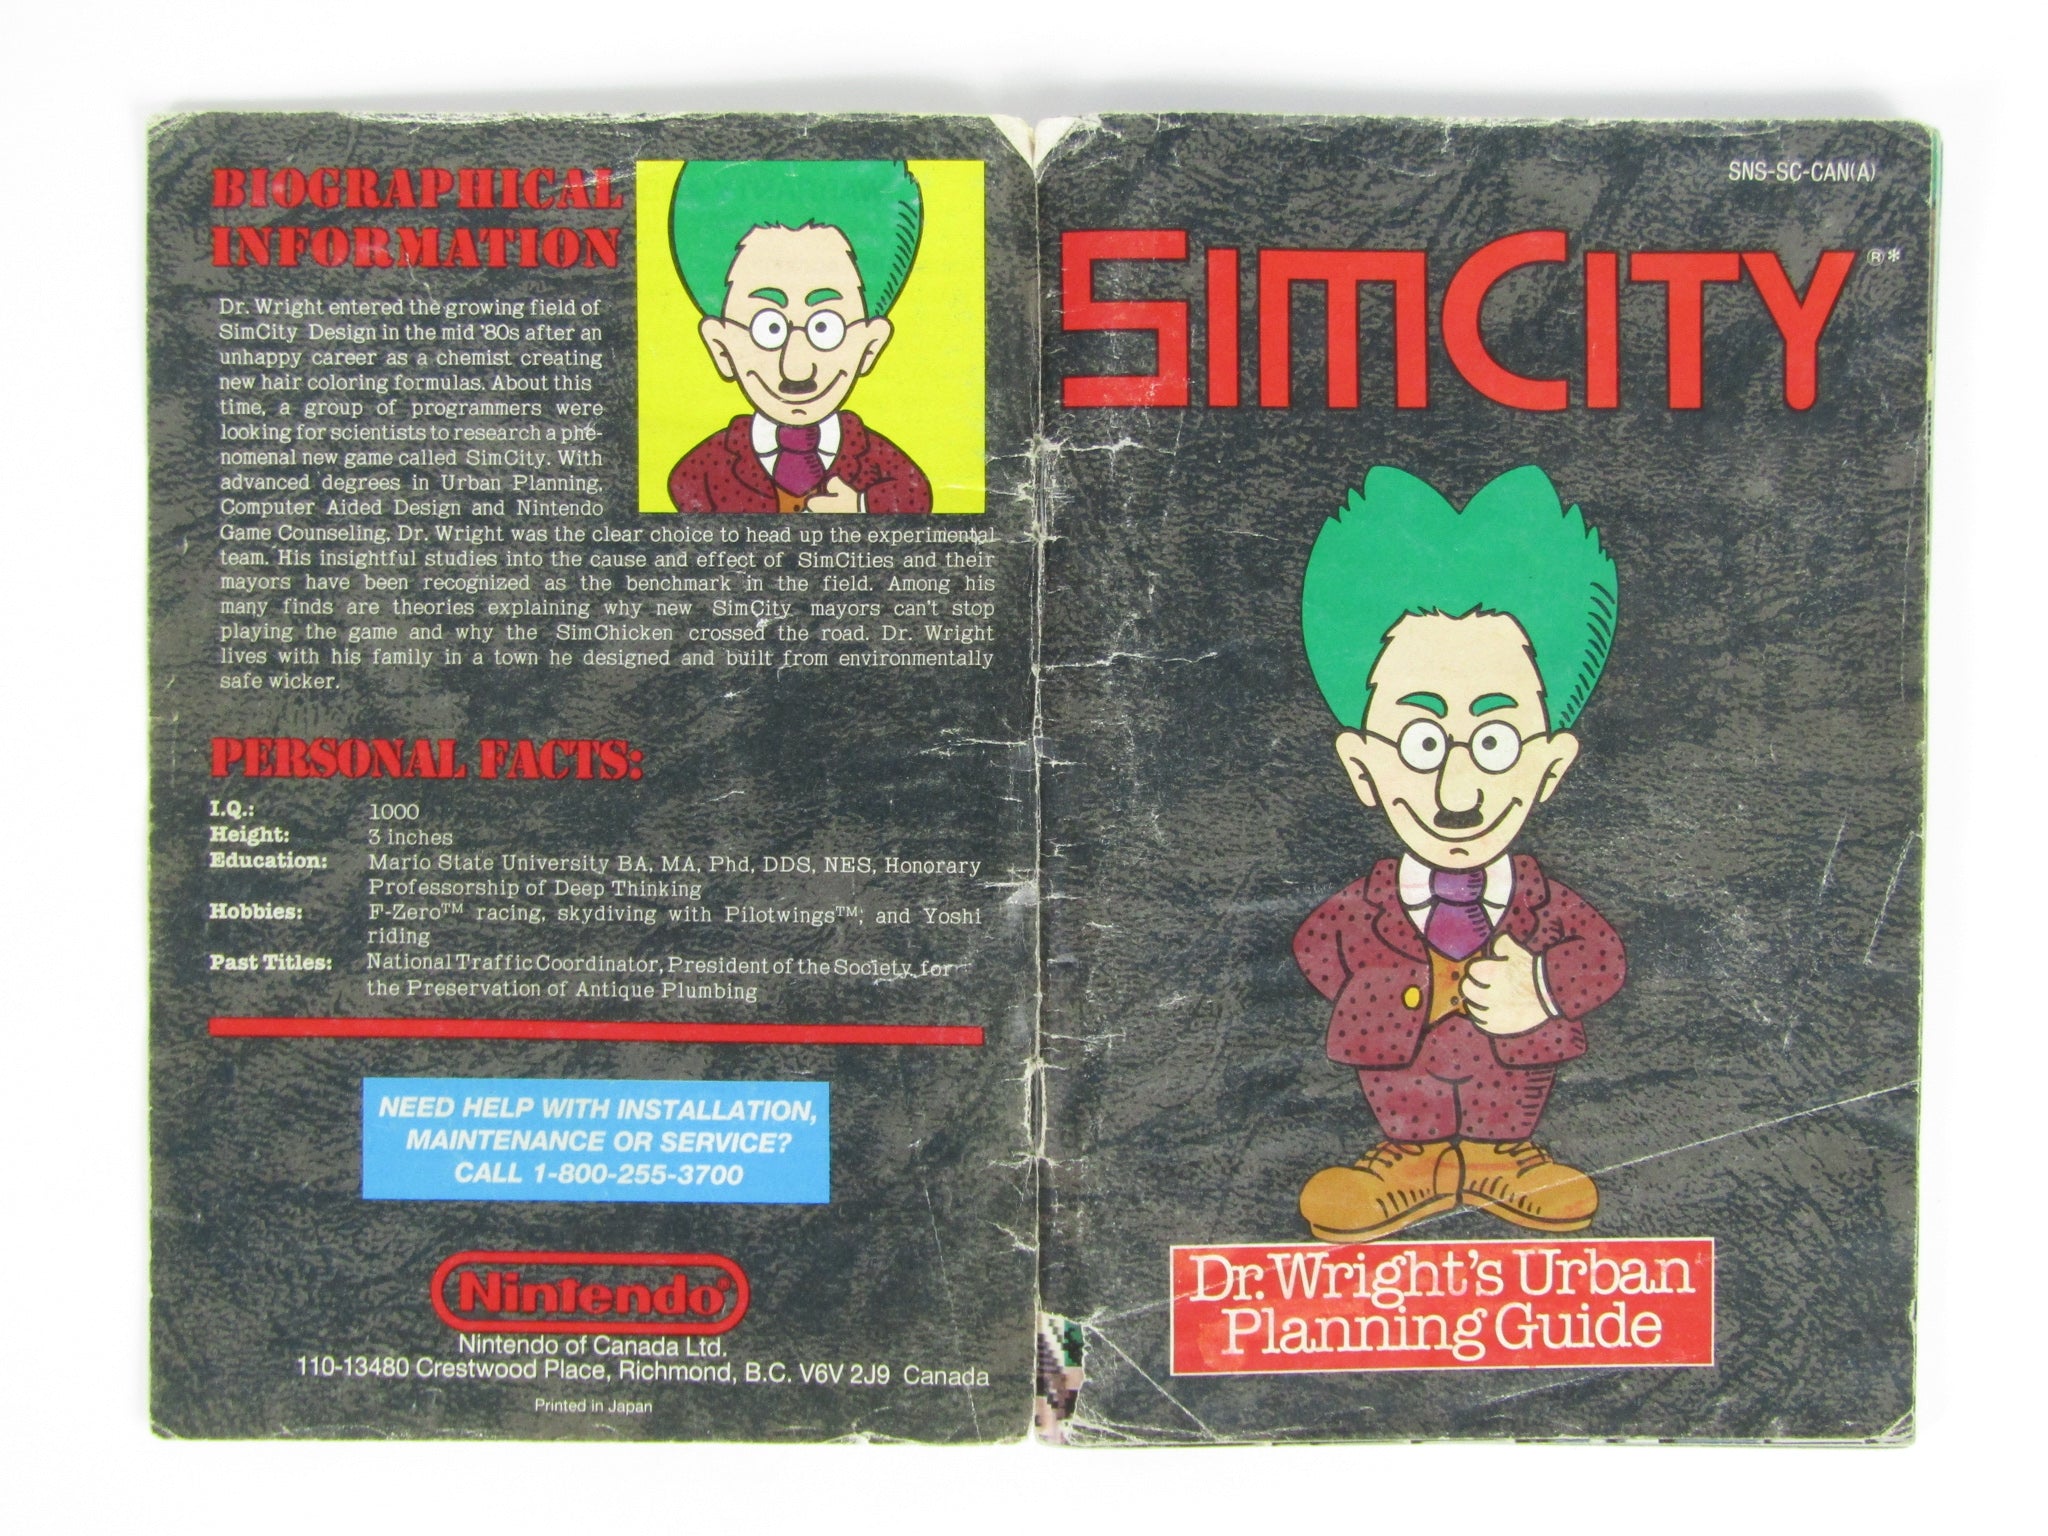 BIOGRAPHICAL
INFORMATION
Dr. Wright entered the growing field of
SimCity Design in the mid '80s after an
unhappy career as a chemist creating
new hair coloring formulas. About this
time, a group of programmers were
looking for scientists to research a phe-
nomenal new game called SimCity. With
advanced degrees in Urban Planning,
Computer Aided Design and Nintendo
Game Counseling, Dr. Wright was the clear choice to head up the experimental
team. His insightful studies into the cause and effect of SimCities and their
mayors have been recognized as the benchmark in the field. Among his
many finds are theories explaining why new SimCity mayors can't stop
playing the game and why the SimChicken crossed the road. Dr. Wright
lives with his family in a town he designed and built from environmentally
safe wicker.
PERSONAL FACTS:
I.Q.: 1000
Height: 3 inches
Education: Mario State University BA, MA, Phd, DDS, NES, Honorary
Professorship of Deep Thinking
Hobbies: F-Zero™ racing, skydiving with Pilotwings™, and Yoshi
riding
Past Titles: National Traffic Coordinator, President of the Society for
the Preservation of Antique Plumbing
NEED HELP WITH INSTALLATION,
MAINTENANCE OR SERVICE?
CALL 1-800-255-3700
Nintendo®
Nintendo of Canada Ltd.
110-13480 Crestwood Place, Richmond, B.C. V6V 2J9 Canada
Printed in Japan
SNS-SC-CAN(A)
SIMCITY®*
Dr. Wright's Urban
Planning Guide